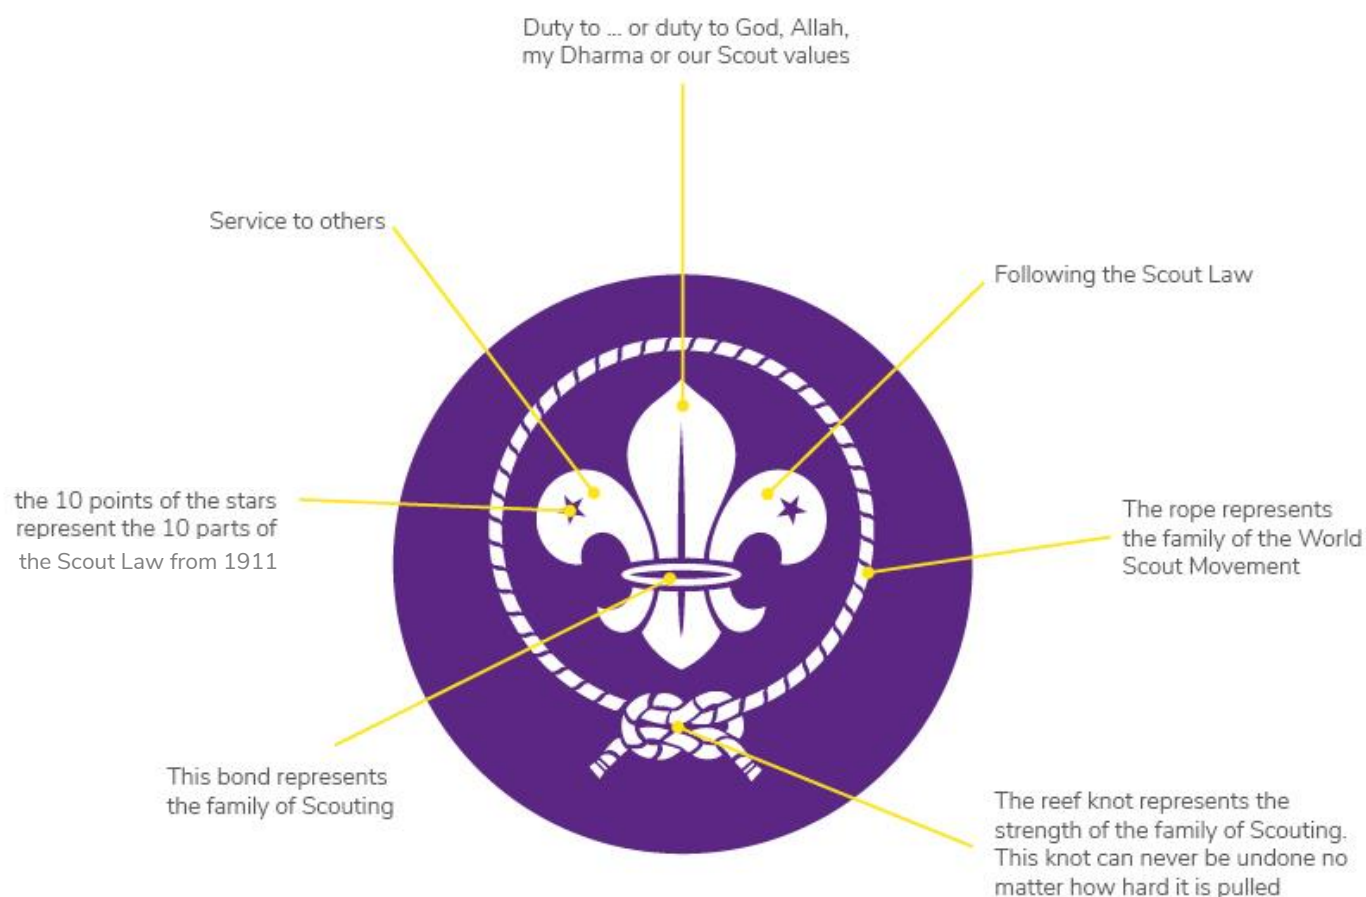 Duty to ... or duty to God, Allah,
my Dharma or our Scout values
Service to others
Following the Scout Law
the 10 points of the stars
represent the 10 parts of
the Scout Law from 1911
The rope represents
the family of the World
Scout Movement
This bond represents
the family of Scouting
The reef knot represents the
strength of the family of Scouting.
This knot can never be undone no
matter how hard it is pulled